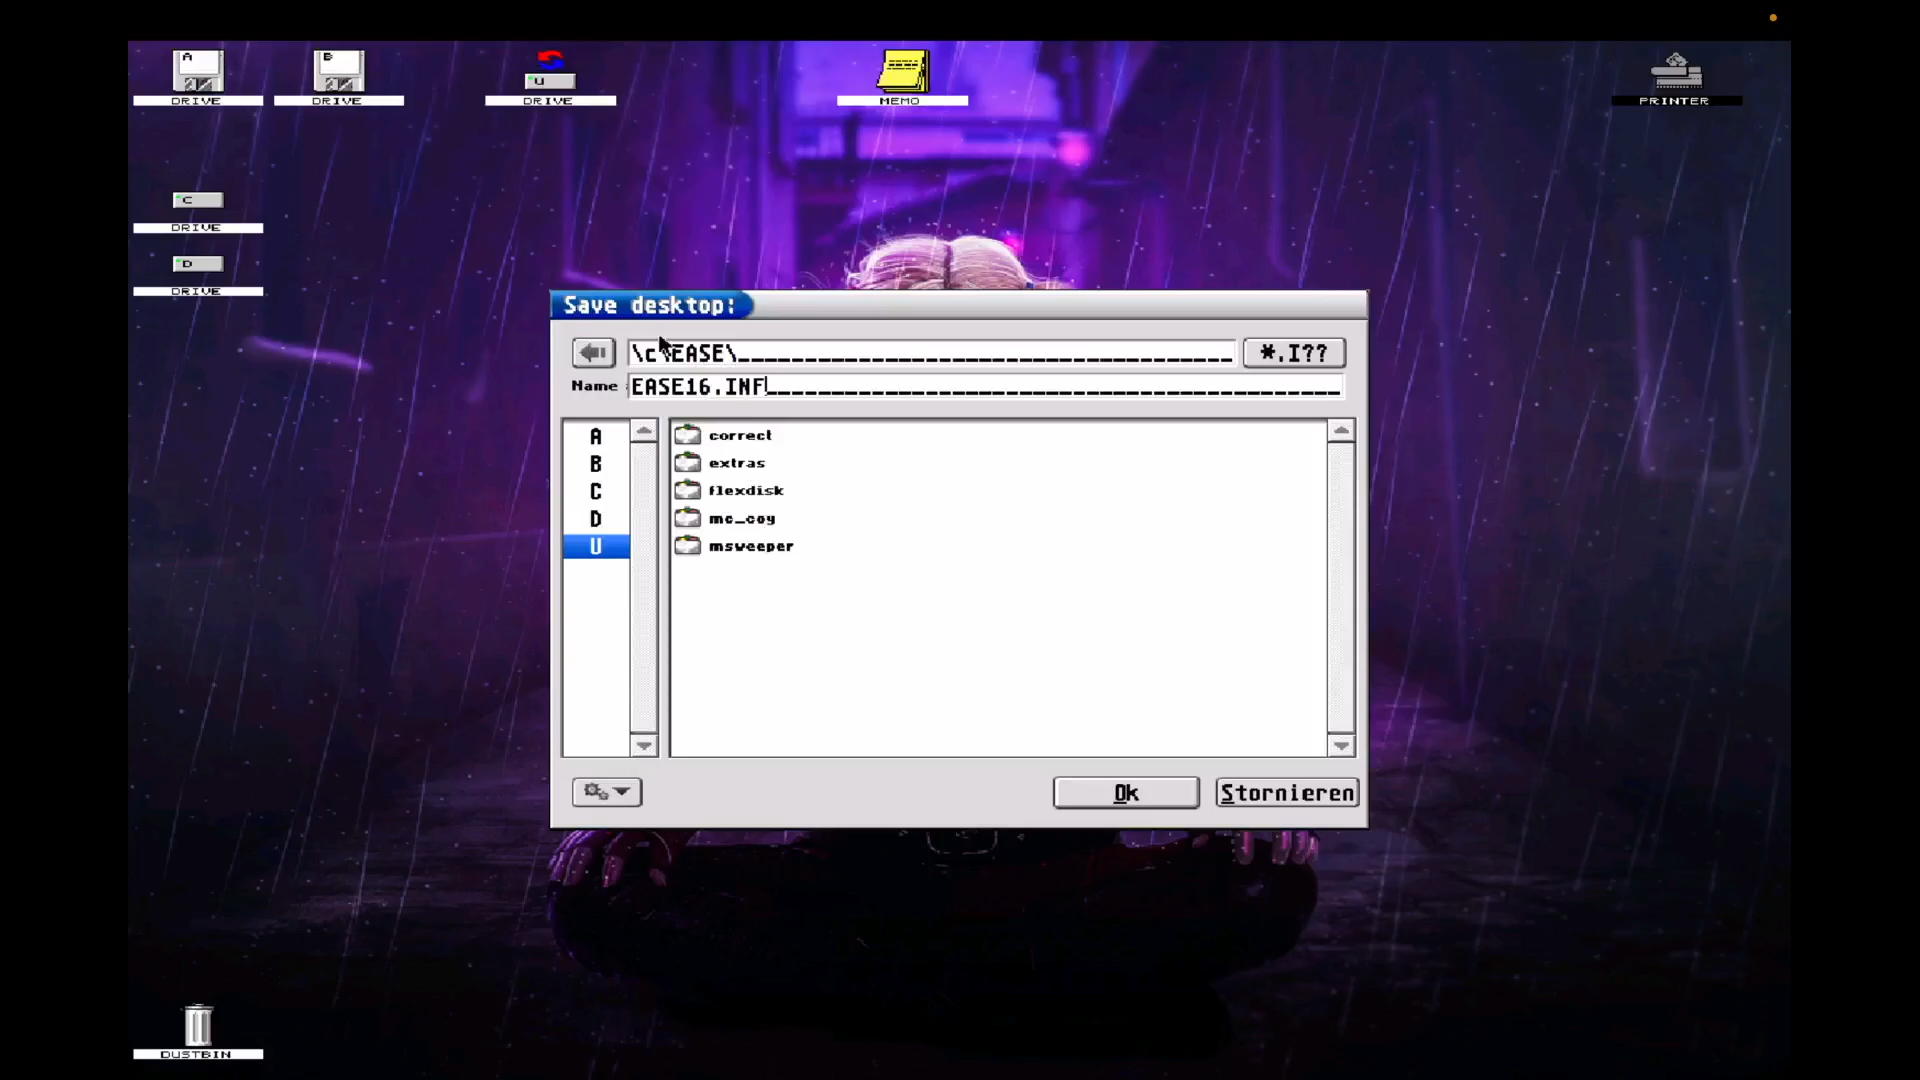 A
DRIVE
B
DRIVE
U
DRIVE
MEMO
PRINTER
C
DRIVE
D
DRIVE
Save desktop:
\c\EASE\
*.I??
Name : EASE16.INF
A
B
C
D
U
correct
extras
flexdisk
mc_coy
msweeper
Ok
Stornieren
DUSTBIN